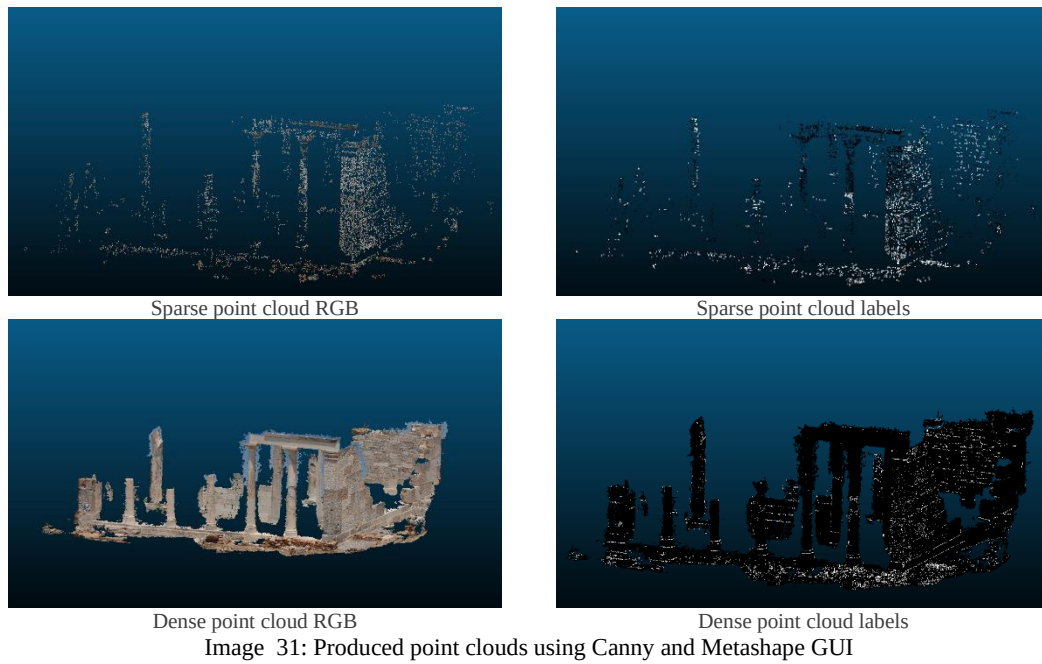 Sparse point cloud RGB
Sparse point cloud labels
Dense point cloud RGB
Dense point cloud labels
Image 31: Produced point clouds using Canny and Metashape GUI